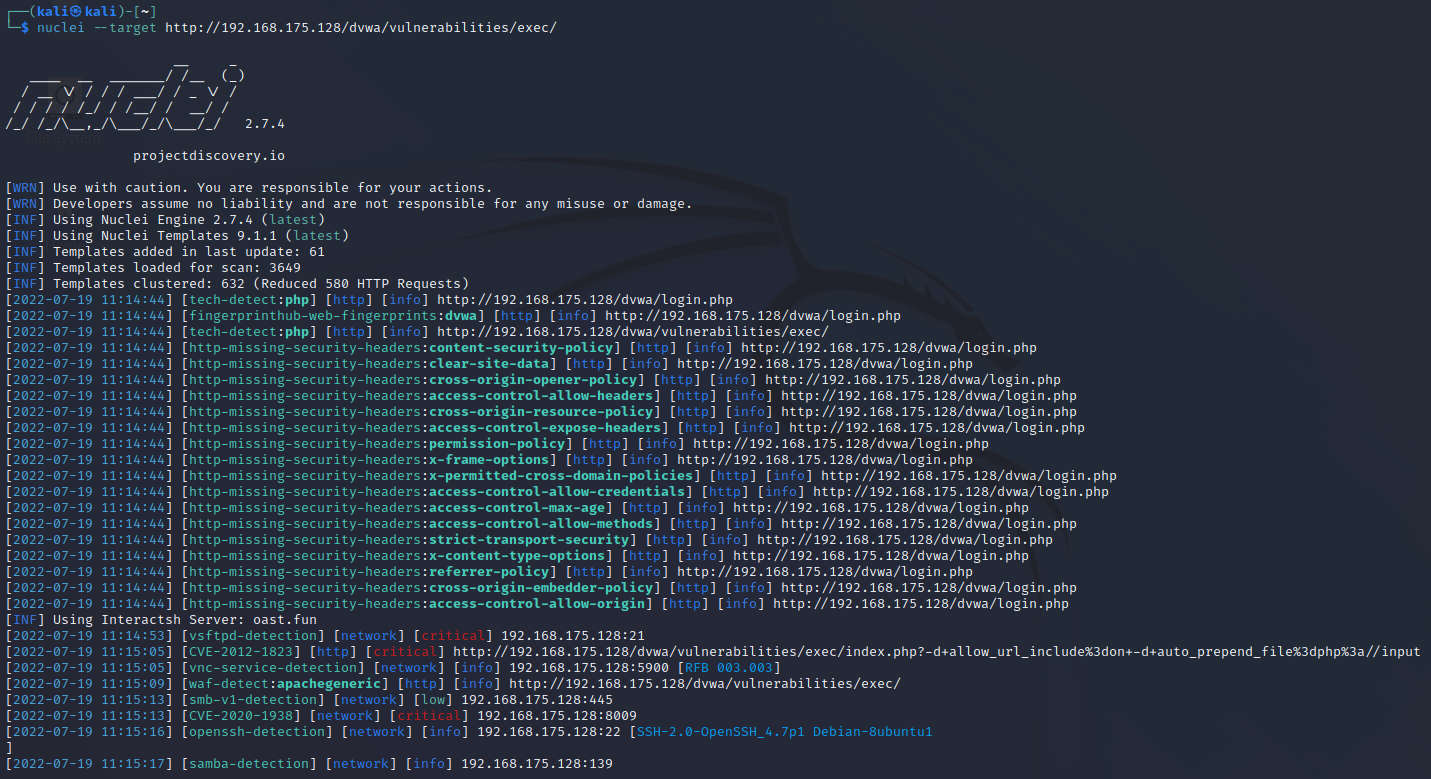 ┌──(kali㉿kali)-[~]
└─$ nuclei --target http://192.168.175.128/dvwa/vulnerabilities/exec/
nuclei 2.7.4
projectdiscovery.io
[WRN] Use with caution. You are responsible for your actions.
[WRN] Developers assume no liability and are not responsible for any misuse or damage.
[INF] Using Nuclei Engine 2.7.4 (latest)
[INF] Using Nuclei Templates 9.1.1 (latest)
[INF] Templates added in last update: 61
[INF] Templates loaded for scan: 3649
[INF] Templates clustered: 632 (Reduced 580 HTTP Requests)
[2022-07-19 11:14:44] [tech-detect:php] [http] [info] http://192.168.175.128/dvwa/login.php
[2022-07-19 11:14:44] [fingerprinthub-web-fingerprints:dvwa] [http] [info] http://192.168.175.128/dvwa/login.php
[2022-07-19 11:14:44] [tech-detect:php] [http] [info] http://192.168.175.128/dvwa/vulnerabilities/exec/
[2022-07-19 11:14:44] [http-missing-security-headers:content-security-policy] [http] [info] http://192.168.175.128/dvwa/login.php
[2022-07-19 11:14:44] [http-missing-security-headers:clear-site-data] [http] [info] http://192.168.175.128/dvwa/login.php
[2022-07-19 11:14:44] [http-missing-security-headers:cross-origin-opener-policy] [http] [info] http://192.168.175.128/dvwa/login.php
[2022-07-19 11:14:44] [http-missing-security-headers:access-control-allow-headers] [http] [info] http://192.168.175.128/dvwa/login.php
[2022-07-19 11:14:44] [http-missing-security-headers:cross-origin-resource-policy] [http] [info] http://192.168.175.128/dvwa/login.php
[2022-07-19 11:14:44] [http-missing-security-headers:access-control-expose-headers] [http] [info] http://192.168.175.128/dvwa/login.php
[2022-07-19 11:14:44] [http-missing-security-headers:permission-policy] [http] [info] http://192.168.175.128/dvwa/login.php
[2022-07-19 11:14:44] [http-missing-security-headers:x-frame-options] [http] [info] http://192.168.175.128/dvwa/login.php
[2022-07-19 11:14:44] [http-missing-security-headers:x-permitted-cross-domain-policies] [http] [info] http://192.168.175.128/dvwa/login.php
[2022-07-19 11:14:44] [http-missing-security-headers:access-control-allow-credentials] [http] [info] http://192.168.175.128/dvwa/login.php
[2022-07-19 11:14:44] [http-missing-security-headers:access-control-max-age] [http] [info] http://192.168.175.128/dvwa/login.php
[2022-07-19 11:14:44] [http-missing-security-headers:access-control-allow-methods] [http] [info] http://192.168.175.128/dvwa/login.php
[2022-07-19 11:14:44] [http-missing-security-headers:strict-transport-security] [http] [info] http://192.168.175.128/dvwa/login.php
[2022-07-19 11:14:44] [http-missing-security-headers:x-content-type-options] [http] [info] http://192.168.175.128/dvwa/login.php
[2022-07-19 11:14:44] [http-missing-security-headers:referrer-policy] [http] [info] http://192.168.175.128/dvwa/login.php
[2022-07-19 11:14:44] [http-missing-security-headers:cross-origin-embedder-policy] [http] [info] http://192.168.175.128/dvwa/login.php
[2022-07-19 11:14:44] [http-missing-security-headers:access-control-allow-origin] [http] [info] http://192.168.175.128/dvwa/login.php
[INF] Using Interactsh Server: oast.fun
[2022-07-19 11:14:53] [vsftpd-detection] [network] [critical] 192.168.175.128:21
[2022-07-19 11:15:05] [CVE-2012-1823] [http] [critical] http://192.168.175.128/dvwa/vulnerabilities/exec/index.php?-d+allow_url_include%3don+-d+auto_prepend_file%3dphp%3a//input
[2022-07-19 11:15:05] [vnc-service-detection] [network] [info] 192.168.175.128:5900 [RFB 003.003]
[2022-07-19 11:15:09] [waf-detect:apachegeneric] [http] [info] http://192.168.175.128/dvwa/vulnerabilities/exec/
[2022-07-19 11:15:13] [smb-v1-detection] [network] [low] 192.168.175.128:445
[2022-07-19 11:15:13] [CVE-2020-1938] [network] [critical] 192.168.175.128:8009
[2022-07-19 11:15:16] [openssh-detection] [network] [info] 192.168.175.128:22 [SSH-2.0-OpenSSH_4.7p1 Debian-8ubuntu1
]
[2022-07-19 11:15:17] [samba-detection] [network] [info] 192.168.175.128:139
File System